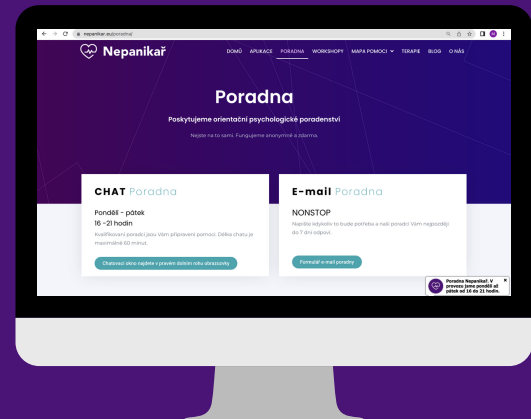 nepanikar.eu/poradna/
Nepanikař
DOMŮ APLIKACE PORADNA WORKSHOPY MAPA POMOCI TERAPIE BLOG O NÁS
Poradna
Poskytujeme orientační psychologické poradenství
Nejste na to sami. Fungujeme anonymně a zdarma.
CHAT Poradna
Pondělí - pátek
16 -21 hodin
Kvalifikovaní poradci jsou Vám připraveni pomoci. Délka chatu je
maximálně 60 minut.
Chatovací okno najdete v pravém dolním rohu obrazovky
E-mail Poradna
NONSTOP
Napište kdykoliv to bude potřeba a naši poradci Vám nejpozději
do 7 dní odpoví.
Formulář e-mail poradny
Poradna Nepanikař. V
provozu jsme pondělí až
pátek od 16 do 21 hodin.